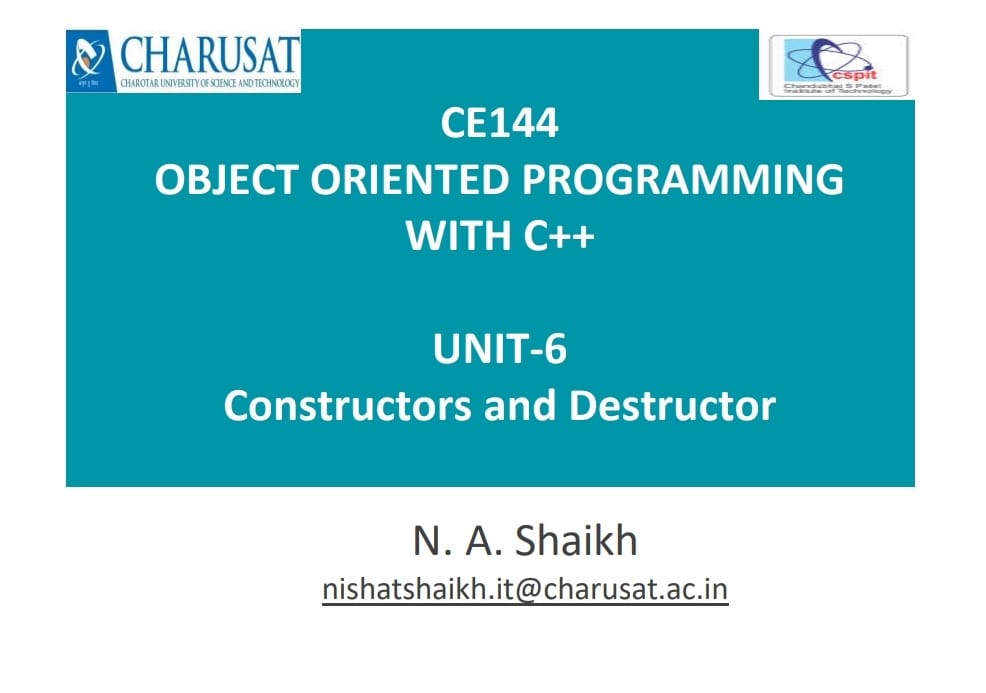 CHARUSAT
CHAROTAR UNIVERSITY OF SCIENCE AND TECHNOLOGY
cspit
Chandubhai S Patel
Institute of Technology
CE144
OBJECT ORIENTED PROGRAMMING
WITH C++
UNIT-6
Constructors and Destructor
N. A. Shaikh
nishatshaikh.it@charusat.ac.in